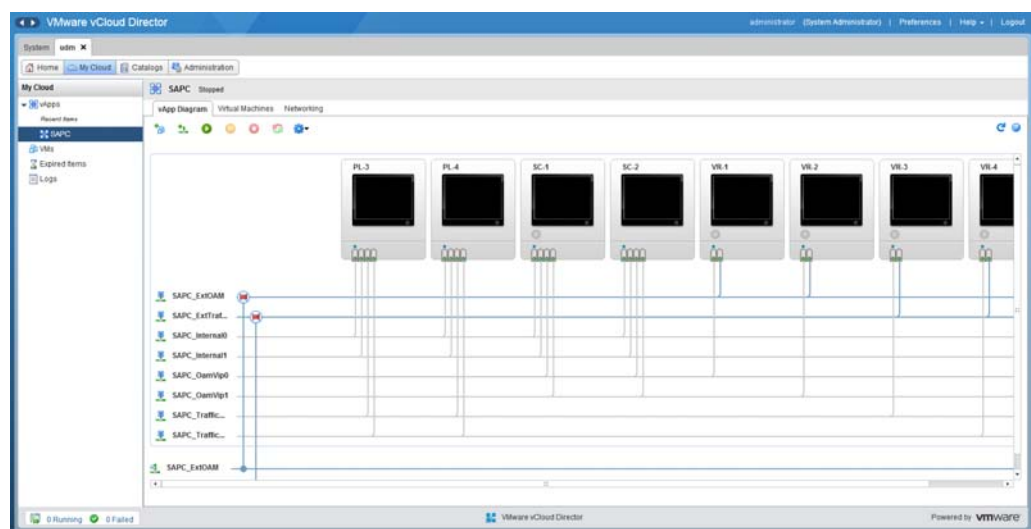 VMware vCloud Director
administrator (System Administrator) | Preferences | Help | Logout
System udm
Home My Cloud Catalogs Administration
My Cloud
SAPC Stopped
vApps
vApp Diagram Virtual Machines Networking
Recent Items
SAPC
VMs
Expired Items
Logs
PL-3 PL-4 SC-1 SC-2 VR-1 VR-2 VR-3 VR-4
SAPC_ExtOAM
SAPC_ExtTraf...
SAPC_Internal0
SAPC_Internal1
SAPC_OamVip0
SAPC_OamVip1
SAPC_Traffic...
SAPC_Traffic...
SAPC_ExtOAM
0 Running 0 Failed
VMware vCloud Director
Powered by vmware